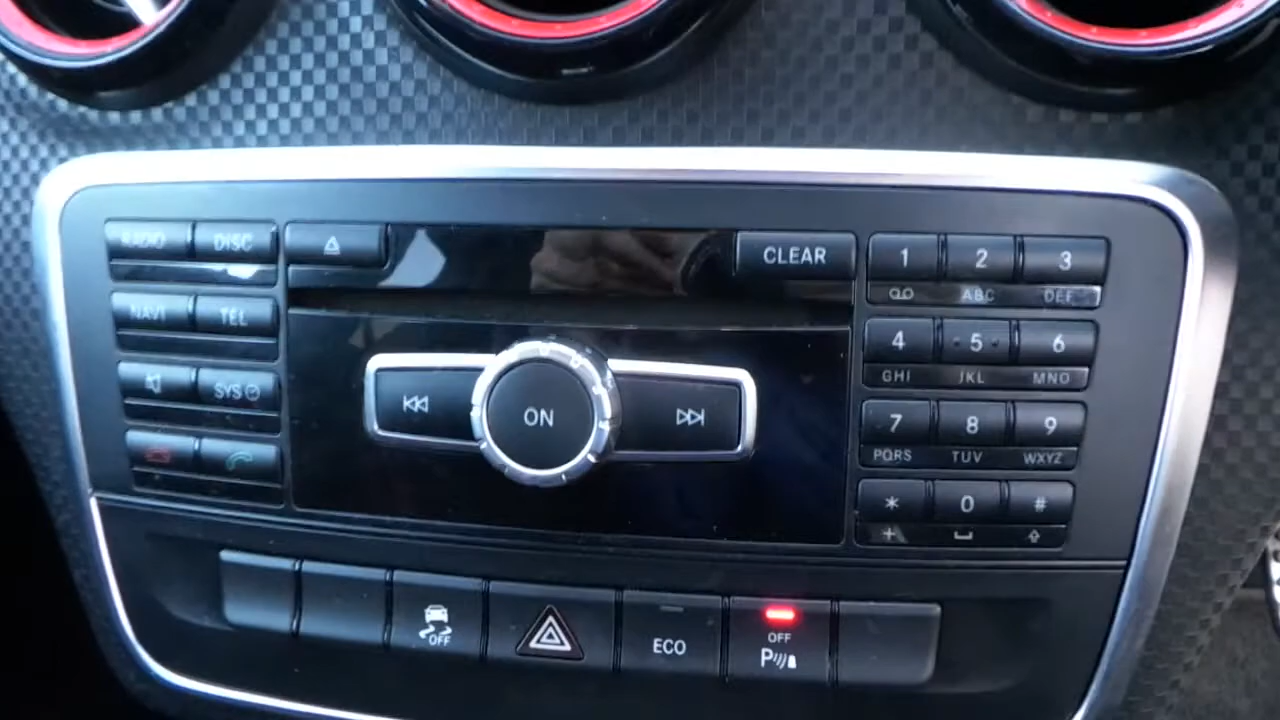 RADIO DISC CLEAR 1 2 3
ABC DEF
NAVI TEL 4 5 6
GHI JKL MNO
SYS ON 7 8 9
PQRS TUV WXYZ
* 0 #
+
OFF ECO OFF
P